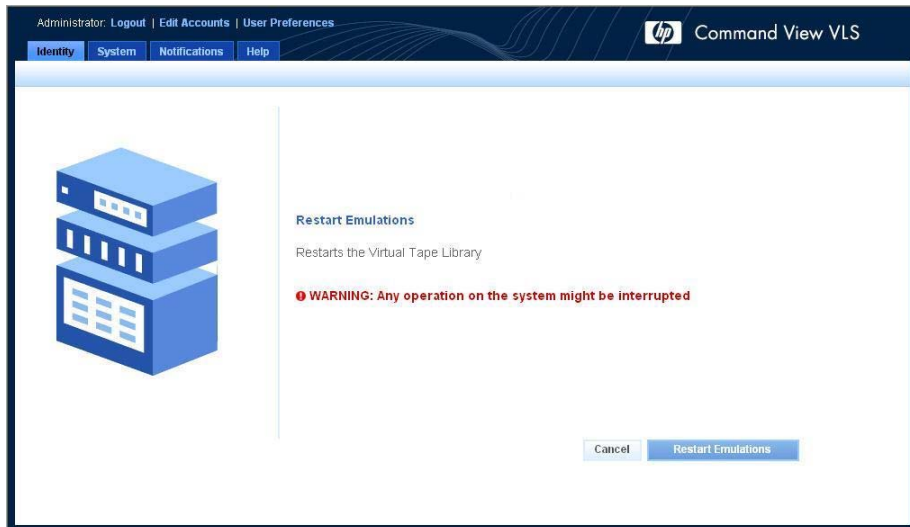 Administrator: Logout | Edit Accounts | User Preferences
hp Command View VLS
Identity System Notifications Help
Restart Emulations
Restarts the Virtual Tape Library
WARNING: Any operation on the system might be interrupted
Cancel Restart Emulations